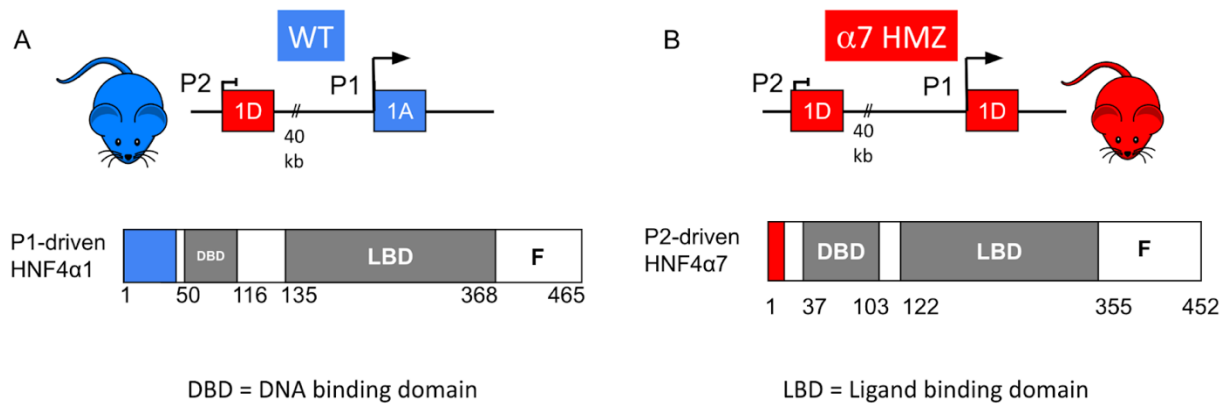 A
WT
P2
P1
1D
1A
40
kb
P1-driven
HNF4α1
DBD
LBD
F
1 50 116 135 368 465
B
α7 HMZ
P2
P1
1D
1D
40
kb
P2-driven
HNF4α7
DBD
LBD
F
1 37 103 122 355 452
DBD = DNA binding domain
LBD = Ligand binding domain